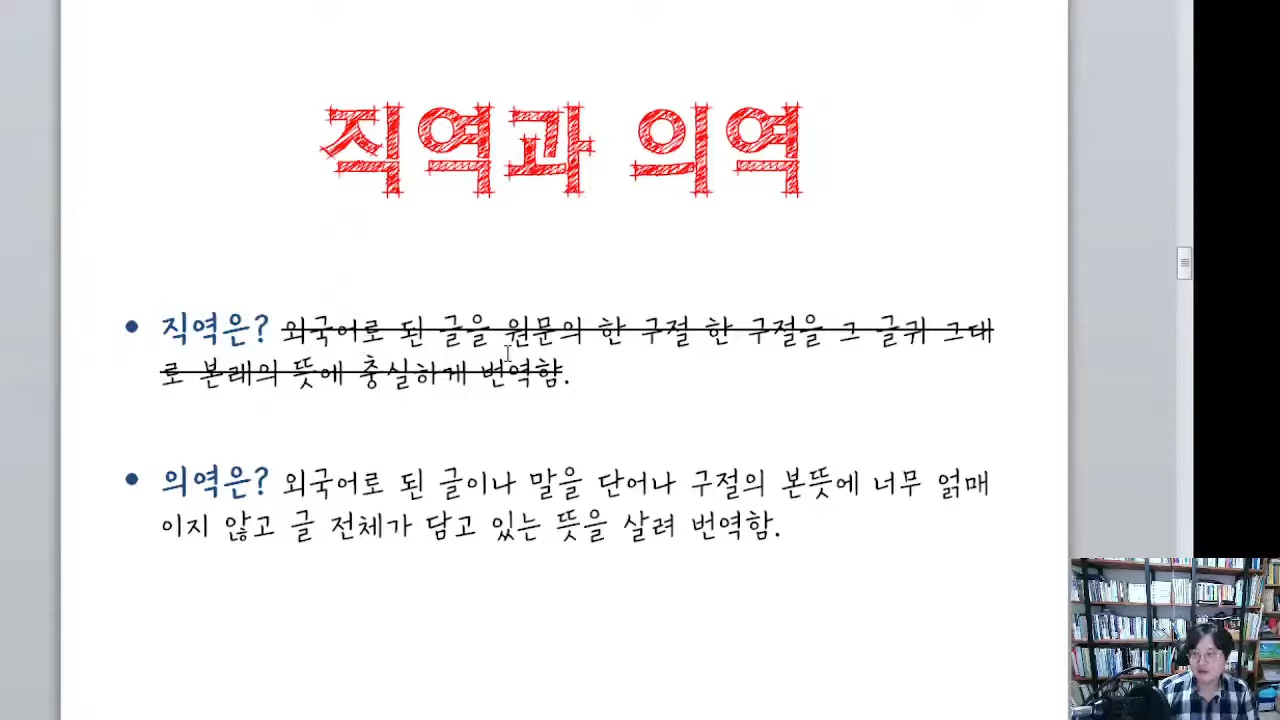 직역과 의역
• 직역은? 외국어로 된 글을 원문의 한 구절 한 구절을 그 글귀 그대
로 본래의 뜻에 충실하게 번역함.
• 의역은? 외국어로 된 글이나 말을 단어나 구절의 본뜻에 너무 얽매
이지 않고 글 전체가 담고 있는 뜻을 살려 번역함.